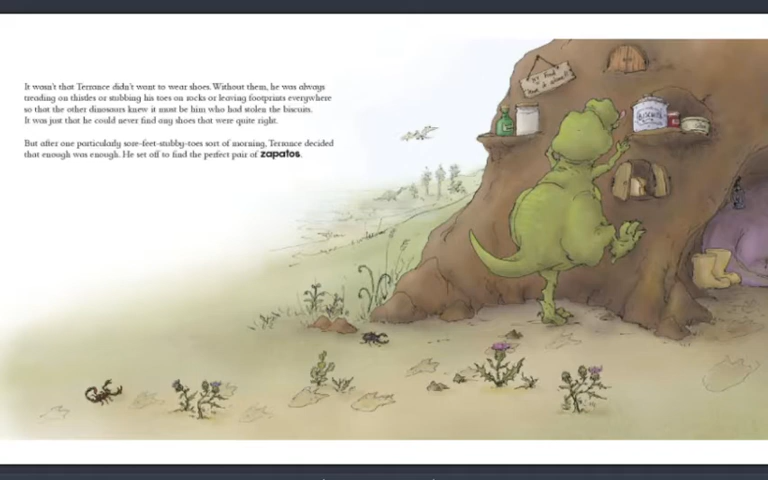 It wasn't that Terrance didn't want to wear shoes. Without them, he was always
treading on thistles or stubbing his toes on rocks or leaving footprints everywhere
so that the other dinosaurs knew it must be him who had stolen the biscuits.
It was just that he could never find any shoes that were quite right.
But after one particularly sore-feet-stubby-toes sort of morning, Terrance decided
that enough was enough. He set off to find the perfect pair of zapatos.